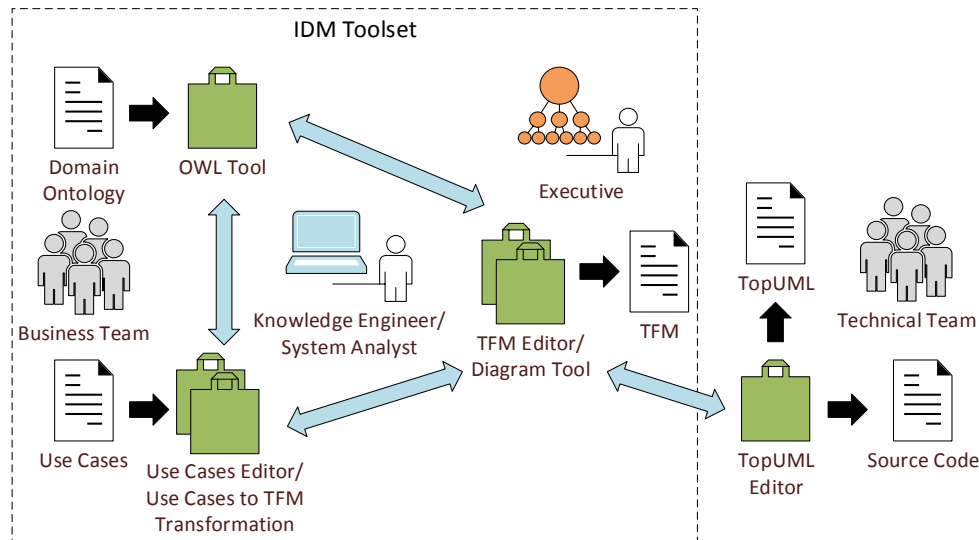 IDM Toolset
Domain
Ontology
OWL Tool
Executive
Business Team
Knowledge Engineer/
System Analyst
TFM Editor/
Diagram Tool
TFM
TopUML
Technical Team
Use Cases
Use Cases Editor/
Use Cases to TFM
Transformation
TopUML
Editor
Source Code